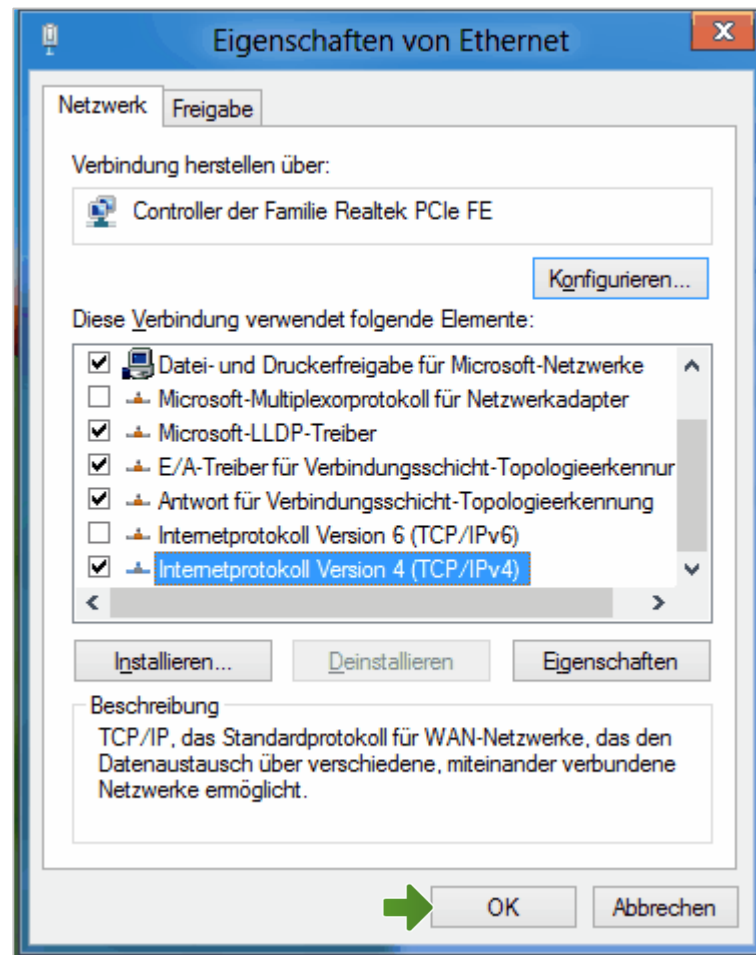 Eigenschaften von Ethernet
Netzwerk
Freigabe
Verbindung herstellen über:
Controller der Familie Realtek PCIe FE
Konfigurieren...
Diese Verbindung verwendet folgende Elemente:
Datei- und Druckerfreigabe für Microsoft-Netzwerke
Microsoft-Multiplexorprotokoll für Netzwerkadapter
Microsoft-LLDP-Treiber
E/A-Treiber für Verbindungsschicht-Topologieerkennur
Antwort für Verbindungsschicht-Topologieerkennung
Internetprotokoll Version 6 (TCP/IPv6)
Internetprotokoll Version 4 (TCP/IPv4)
Installieren...
Deinstallieren
Eigenschaften
Beschreibung
TCP/IP, das Standardprotokoll für WAN-Netzwerke, das den
Datenaustausch über verschiedene, miteinander verbundene
Netzwerke ermöglicht.
OK
Abbrechen